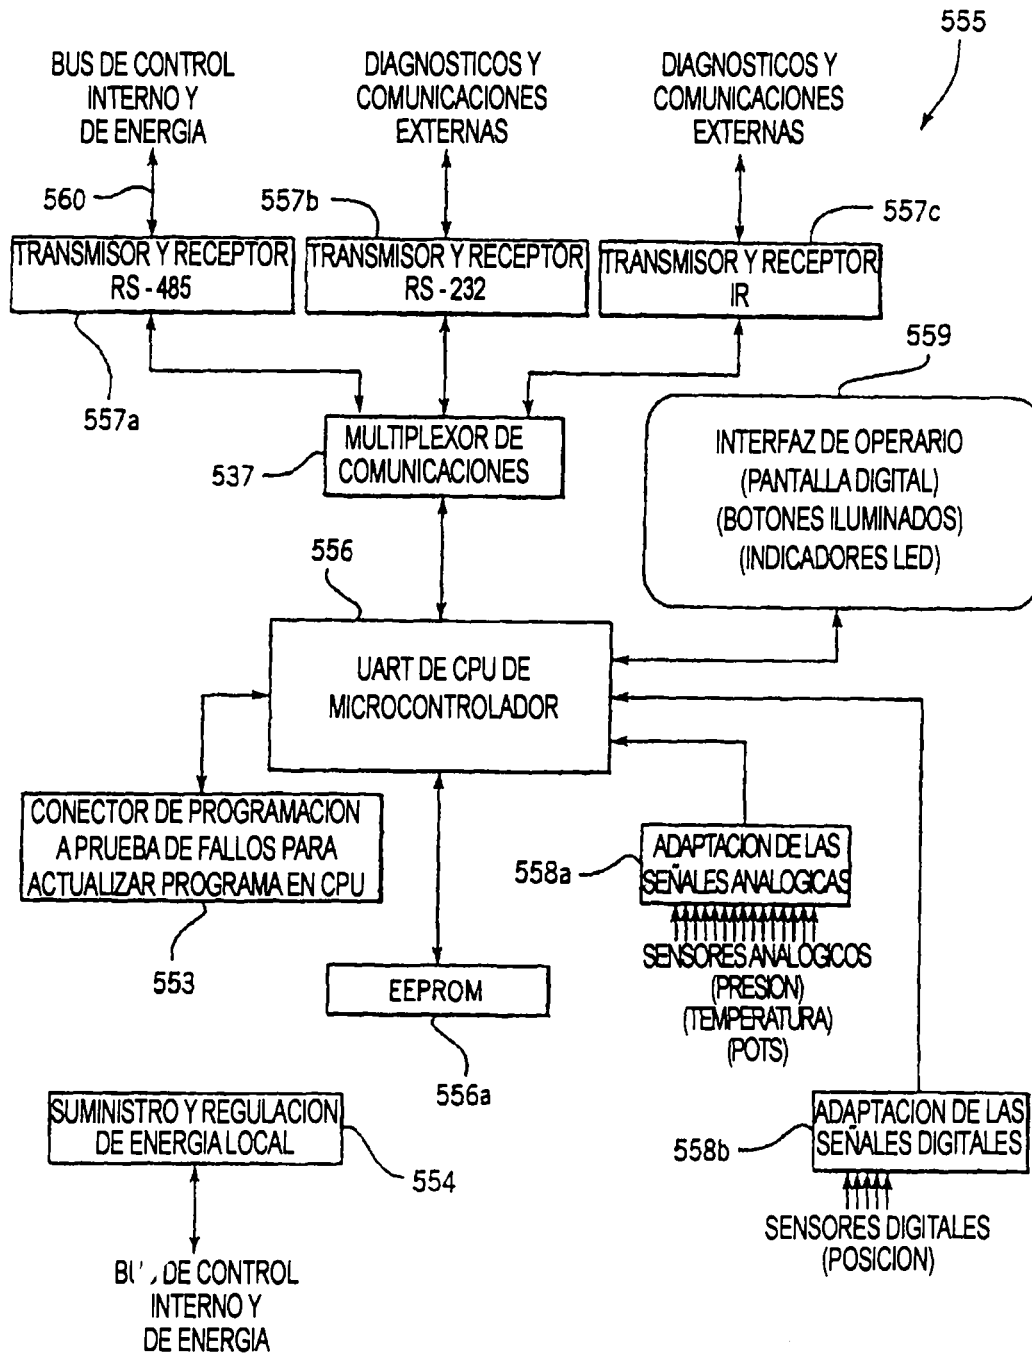 555
BUS DE CONTROL
INTERNO Y
DE ENERGIA
DIAGNOSTICOS Y
COMUNICACIONES
EXTERNAS
DIAGNOSTICOS Y
COMUNICACIONES
EXTERNAS
560
557b
557c
TRANSMISOR Y RECEPTOR
RS - 485
TRANSMISOR Y RECEPTOR
RS - 232
TRANSMISOR Y RECEPTOR
IR
557a
559
MULTIPLEXOR DE
COMUNICACIONES
537
INTERFAZ DE OPERARIO
(PANTALLA DIGITAL)
(BOTONES ILUMINADOS)
(INDICADORES LED)
556
UART DE CPU DE
MICROCONTROLADOR
CONECTOR DE PROGRAMACION
A PRUEBA DE FALLOS PARA
ACTUALIZAR PROGRAMA EN CPU
553
558a
ADAPTACION DE LAS
SEÑALES ANALOGICAS
SENSORES ANALOGICOS
(PRESION)
(TEMPERATURA)
(POTS)
EEPROM
556a
SUMINISTRO Y REGULACION
DE ENERGIA LOCAL
554
558b
ADAPTACION DE LAS
SEÑALES DIGITALES
SENSORES DIGITALES
(POSICION)
DE CONTROL
INTERNO Y
DE ENERGIA